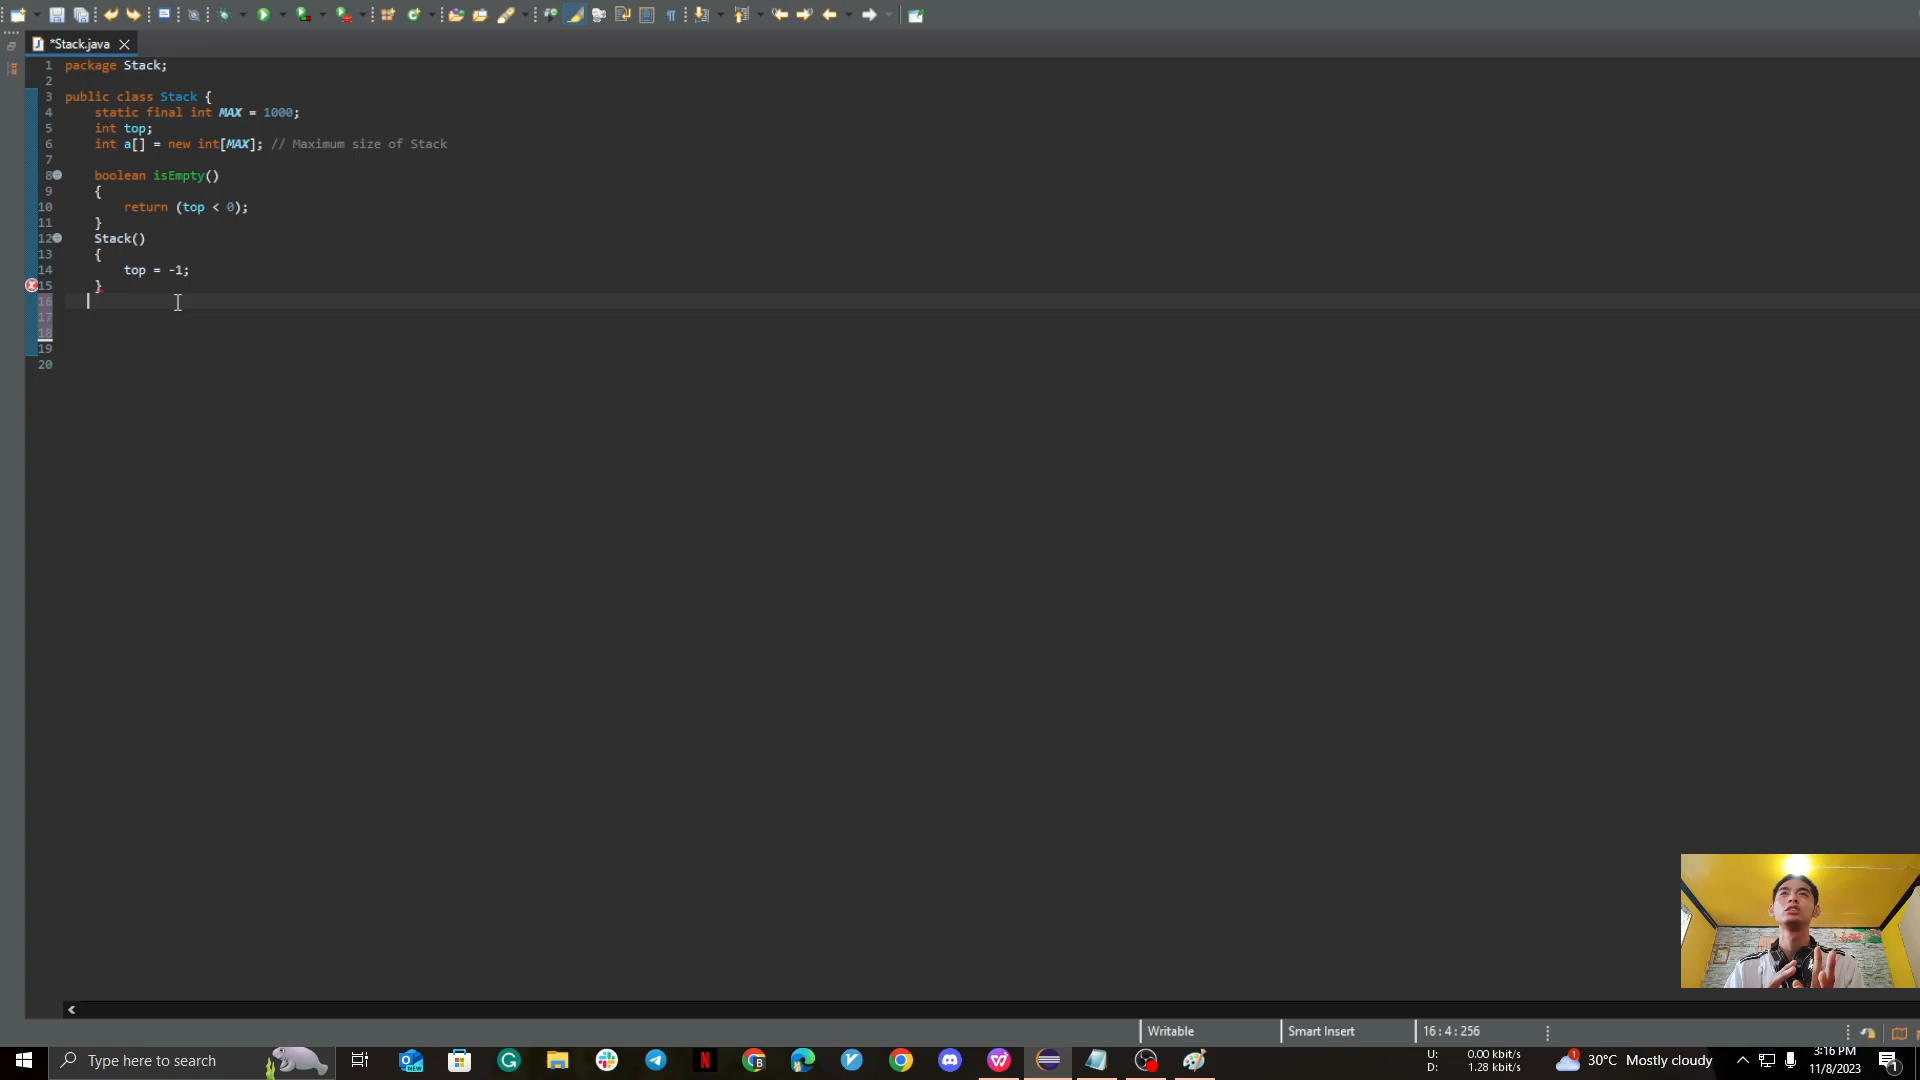 *Stack.java
1 package Stack;
2
3 public class Stack {
4 static final int MAX = 1000;
5 int top;
6 int a[] = new int[MAX]; // Maximum size of Stack
7
8 boolean isEmpty()
9 {
10 return (top < 0);
11 }
12 Stack()
13 {
14 top = -1;
15 }
16
17
18
19
20
Writable
Smart Insert
16 : 4 : 256
Type here to search
NEW
U: 0.00 kbit/s
D: 1.28 kbit/s
1
30°C Mostly cloudy
3:16 PM
11/8/2023
1